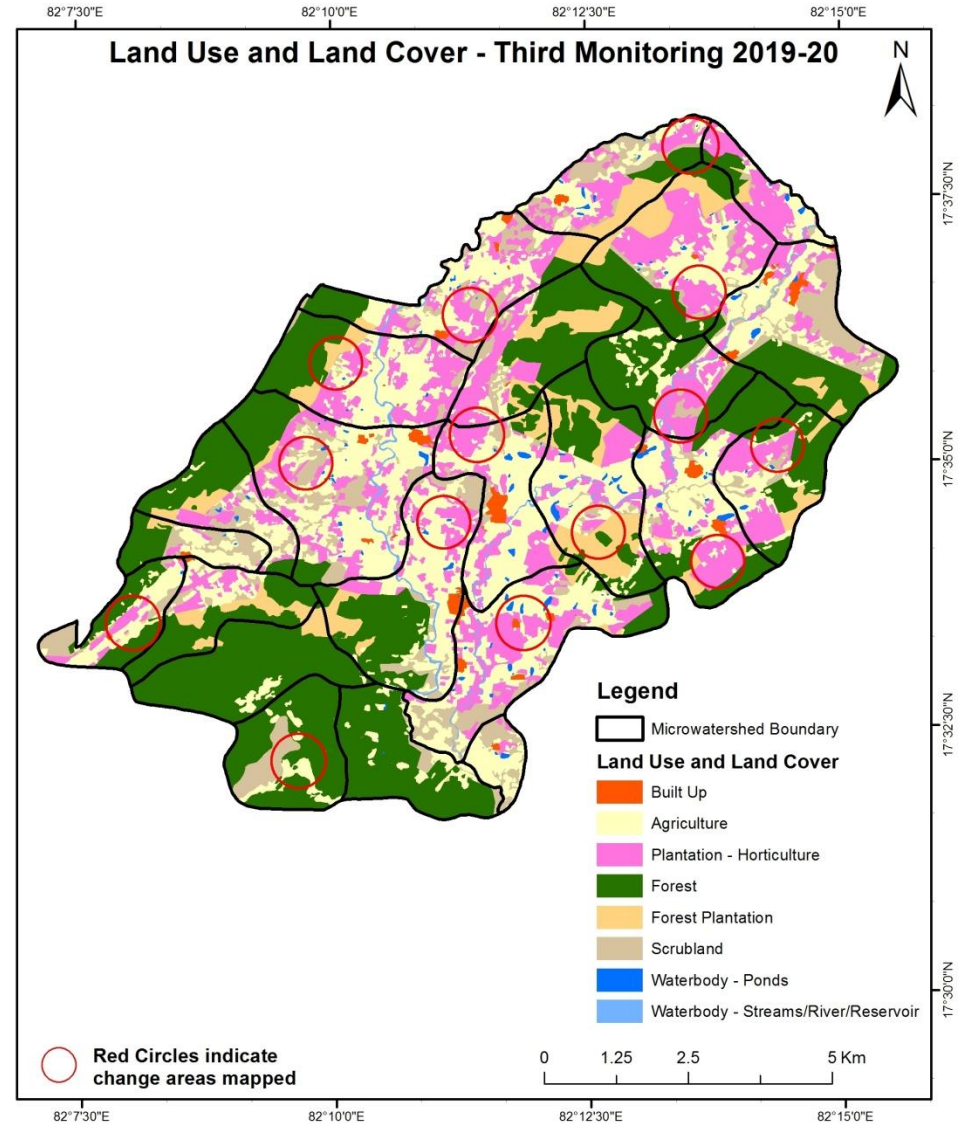 82°7'30"E 82°10'0"E 82°12'30"E 82°15'0"E
Land Use and Land Cover - Third Monitoring 2019-20
N
17°37'30"N
17°35'0"N
17°32'30"N
17°30'0"N
Legend
Microwatershed Boundary
Land Use and Land Cover
Built Up
Agriculture
Plantation - Horticulture
Forest
Forest Plantation
Scrubland
Waterbody - Ponds
Waterbody - Streams/River/Reservoir
Red Circles indicate
change areas mapped
0 1.25 2.5 5 Km
82°7'30"E 82°10'0"E 82°12'30"E 82°15'0"E